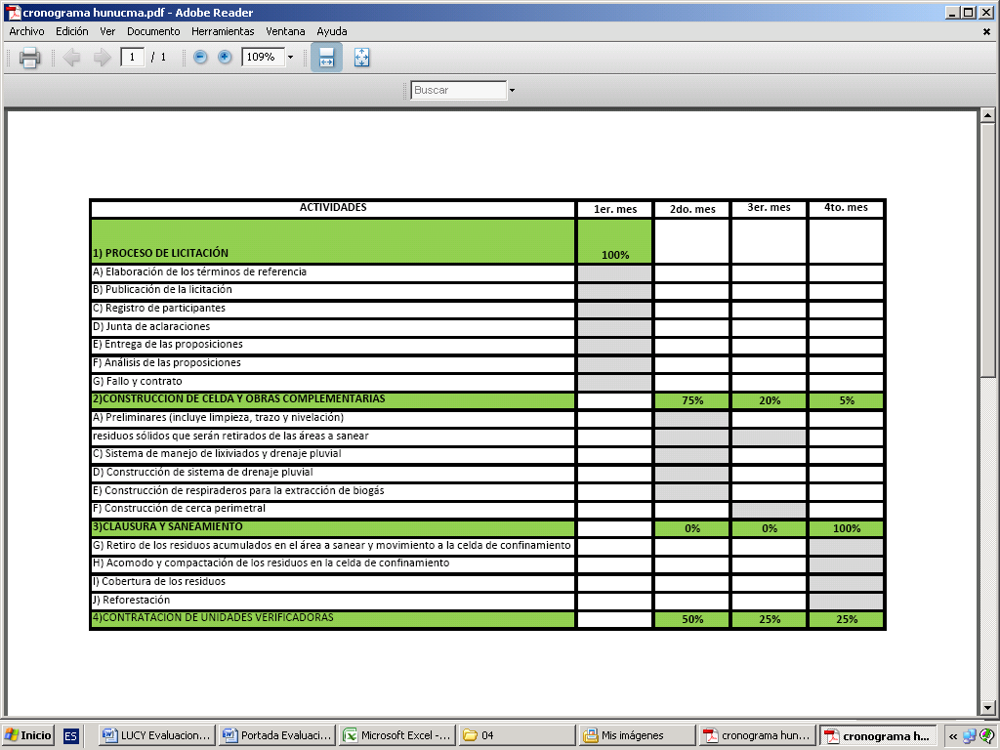 cronograma hunucma.pdf - Adobe Reader
Archivo Edición Ver Documento Herramientas Ventana Ayuda
1 / 1 109%
Buscar
ACTIVIDADES 1er. mes 2do. mes 3er. mes 4to. mes
1) PROCESO DE LICITACIÓN 100%
A) Elaboración de los términos de referencia
B) Publicación de la licitación
C) Registro de participantes
D) Junta de aclaraciones
E) Entrega de las proposiciones
F) Análisis de las proposiciones
G) Fallo y contrato
2)CONSTRUCCION DE CELDA Y OBRAS COMPLEMENTARIAS 75% 20% 5%
A) Preliminares (incluye limpieza, trazo y nivelación)
residuos sólidos que serán retirados de las áreas a sanear
C) Sistema de manejo de lixiviados y drenaje pluvial
D) Construcción de sistema de drenaje pluvial
E) Construcción de respiraderos para la extracción de biogás
F) Construcción de cerca perimetral
3)CLAUSURA Y SANEAMIENTO 0% 0% 100%
G) Retiro de los residuos acumulados en el área a sanear y movimiento a la celda de confinamiento
H) Acomodo y compactación de los residuos en la celda de confinamiento
I) Cobertura de los residuos
J) Reforestación
4)CONTRATACION DE UNIDADES VERIFICADORAS 50% 25% 25%
Inicio ES LUCY Evaluacion... Portada Evaluaci... Microsoft Excel -... 04 Mis imágenes cronograma hun... cronograma h...